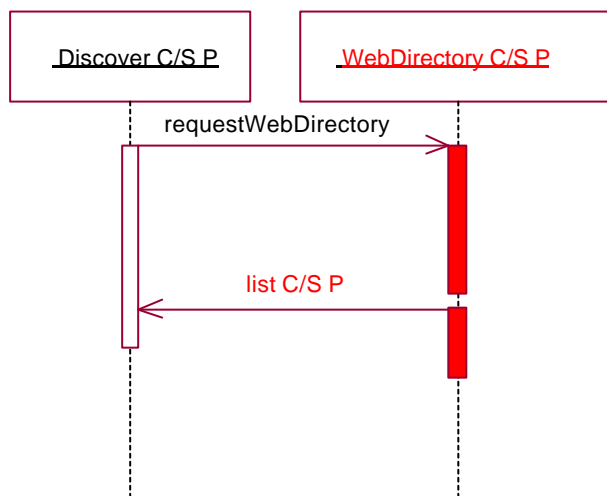 Discover C/S P
WebDirectory C/S P
requestWebDirectory
list C/S P